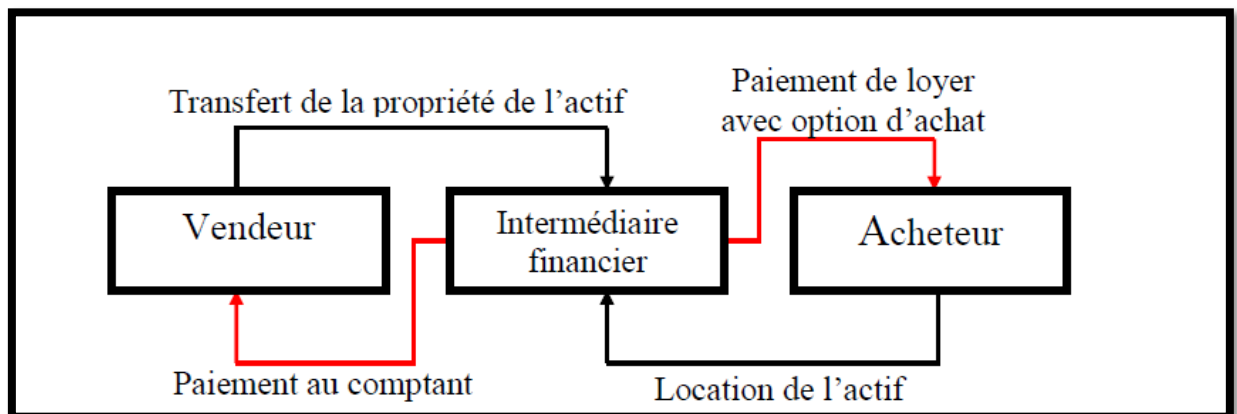 Paiement de loyer
avec option d’achat
Transfert de la propriété de l’actif
Vendeur
Intermédiaire
financier
Acheteur
Paiement au comptant
Location de l’actif